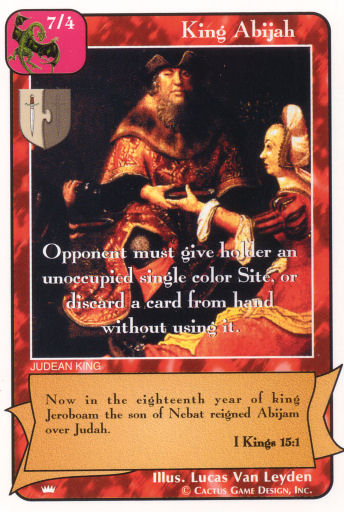 7/4
King Abijah
Opponent must give holder an
unoccupied single color Site, or
discard a card from hand
without using it.
JUDEAN KING
Now in the eighteenth year of king
Jeroboam the son of Nebat reigned Abijam
over Judah.
I Kings 15:1
Illus. Lucas Van Leyden
© Cactus Game Design, Inc.